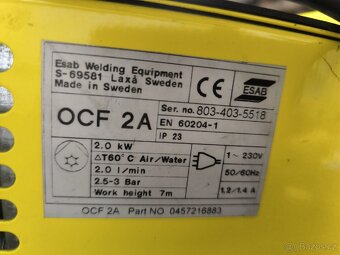 Esab Welding Equipment
S-69581 Laxå Sweden
Made in Sweden
CE
ESAB
OCF 2A
Ser. no. 803-403-5518
EN 60204-1
IP 23
2.0 kW
△T60°C Air/Water
2.0 l/min
2.5-3 Bar
Work height 7m
1~ 230V
50/60Hz
1.2/1.4 A
OCF 2A Part NO 0457216883